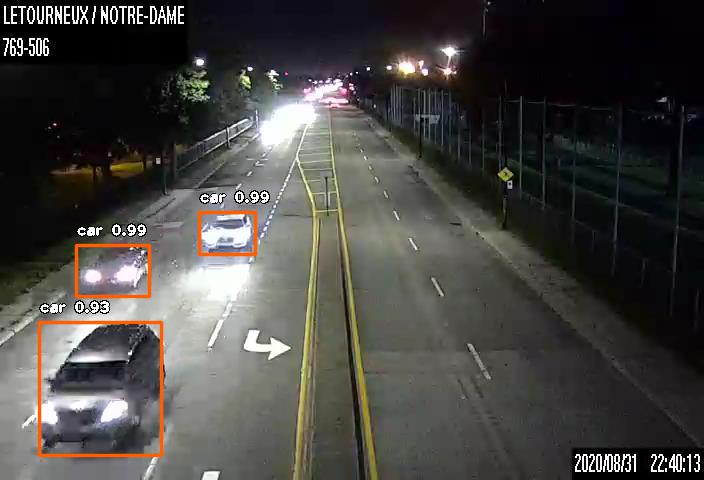 LETOURNEUX / NOTRE-DAME
769-506
car 0.99
car 0.99
car 0.93
2020/08/31 22:40:13